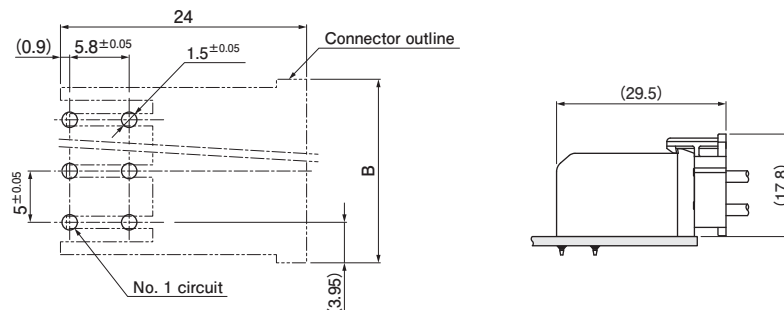 24
(0.9)
5.8±0.05
1.5±0.05
Connector outline
B
5±0.05
(3.95)
No. 1 circuit
(29.5)
(17.8)